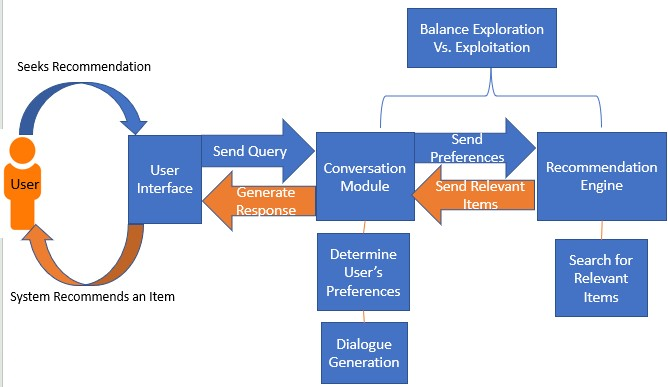 Balance Exploration
Vs. Exploitation
Seeks Recommendation
User
User
Interface
Send Query
Generate
Response
Conversation
Module
Send
Preferences
Send Relevant
Items
Recommendation
Engine
Determine
User's
Preferences
Dialogue
Generation
Search for
Relevant
Items
System Recommends an Item